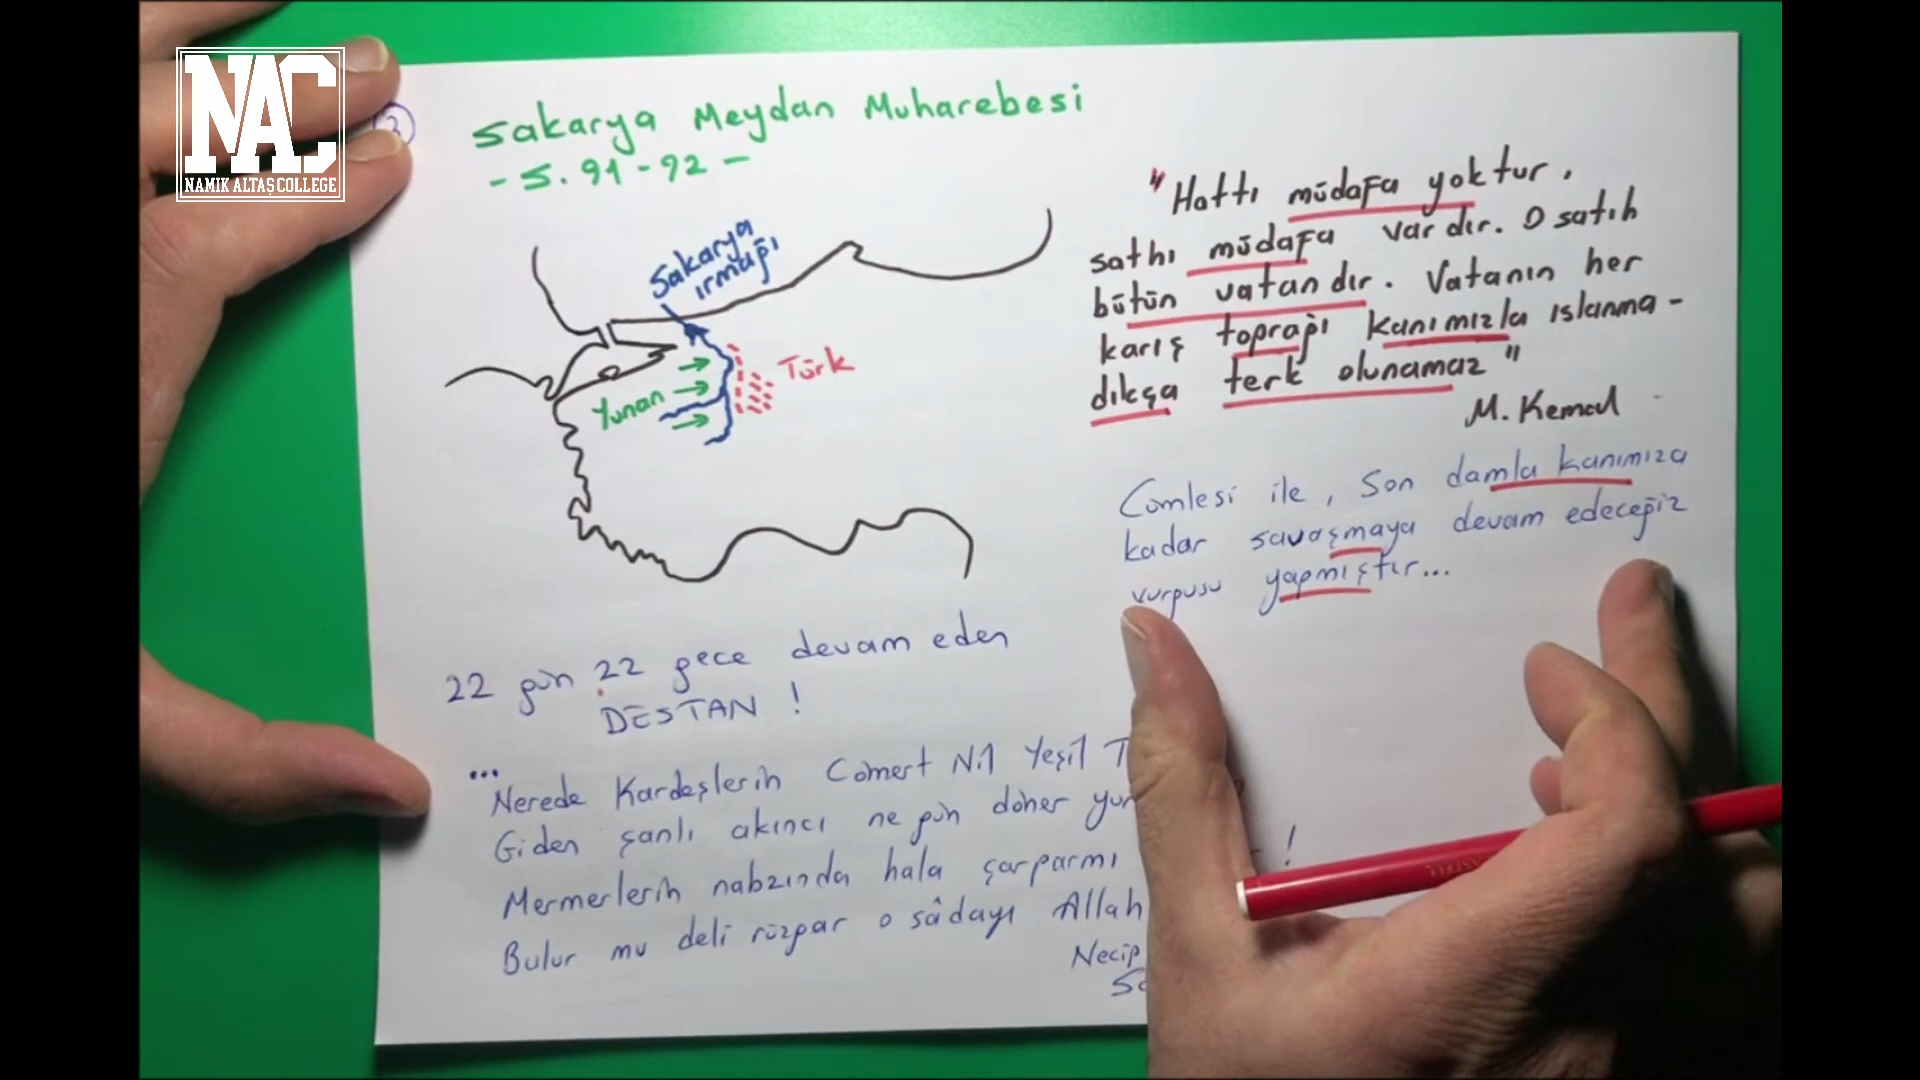 NAC
NAMIK ALTAŞ COLLEGE
Sakarya Meydan Muharebesi
- S. 91 - 92 -
Sakarya
ırmağı
Türk
Yunan
"Hattı müdafa yoktur.
sathı müdafa vardır. O satıh
bütün vatandır. Vatanın her
karış toprağı kanımızla ıslanma-
dıkça terk olunamaz"
M. Kemal
Cümlesi ile, Son damla kanımıza
kadar savaşmaya devam edeceğiz
vurgusu yapmıştır...
22 gün 22 gece devam eden
DESTAN !
...
Nerede Kardeşlerin Cömert Nil Yeşil
Giden şanlı akıncı ne gün döner
Mermerlerin nabzında hala çarparmı !
Bulur mu deli rüzgar o sâdayı Allah
Necip